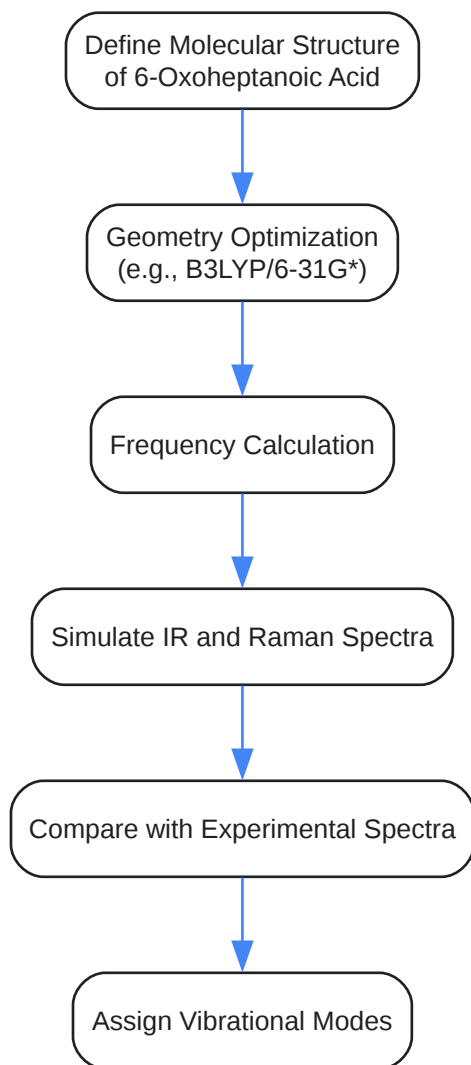 Define Molecular Structure
of 6-Oxoheptanoic Acid
Geometry Optimization
(e.g., B3LYP/6-31G*)
Frequency Calculation
Simulate IR and Raman Spectra
Compare with Experimental Spectra
Assign Vibrational Modes